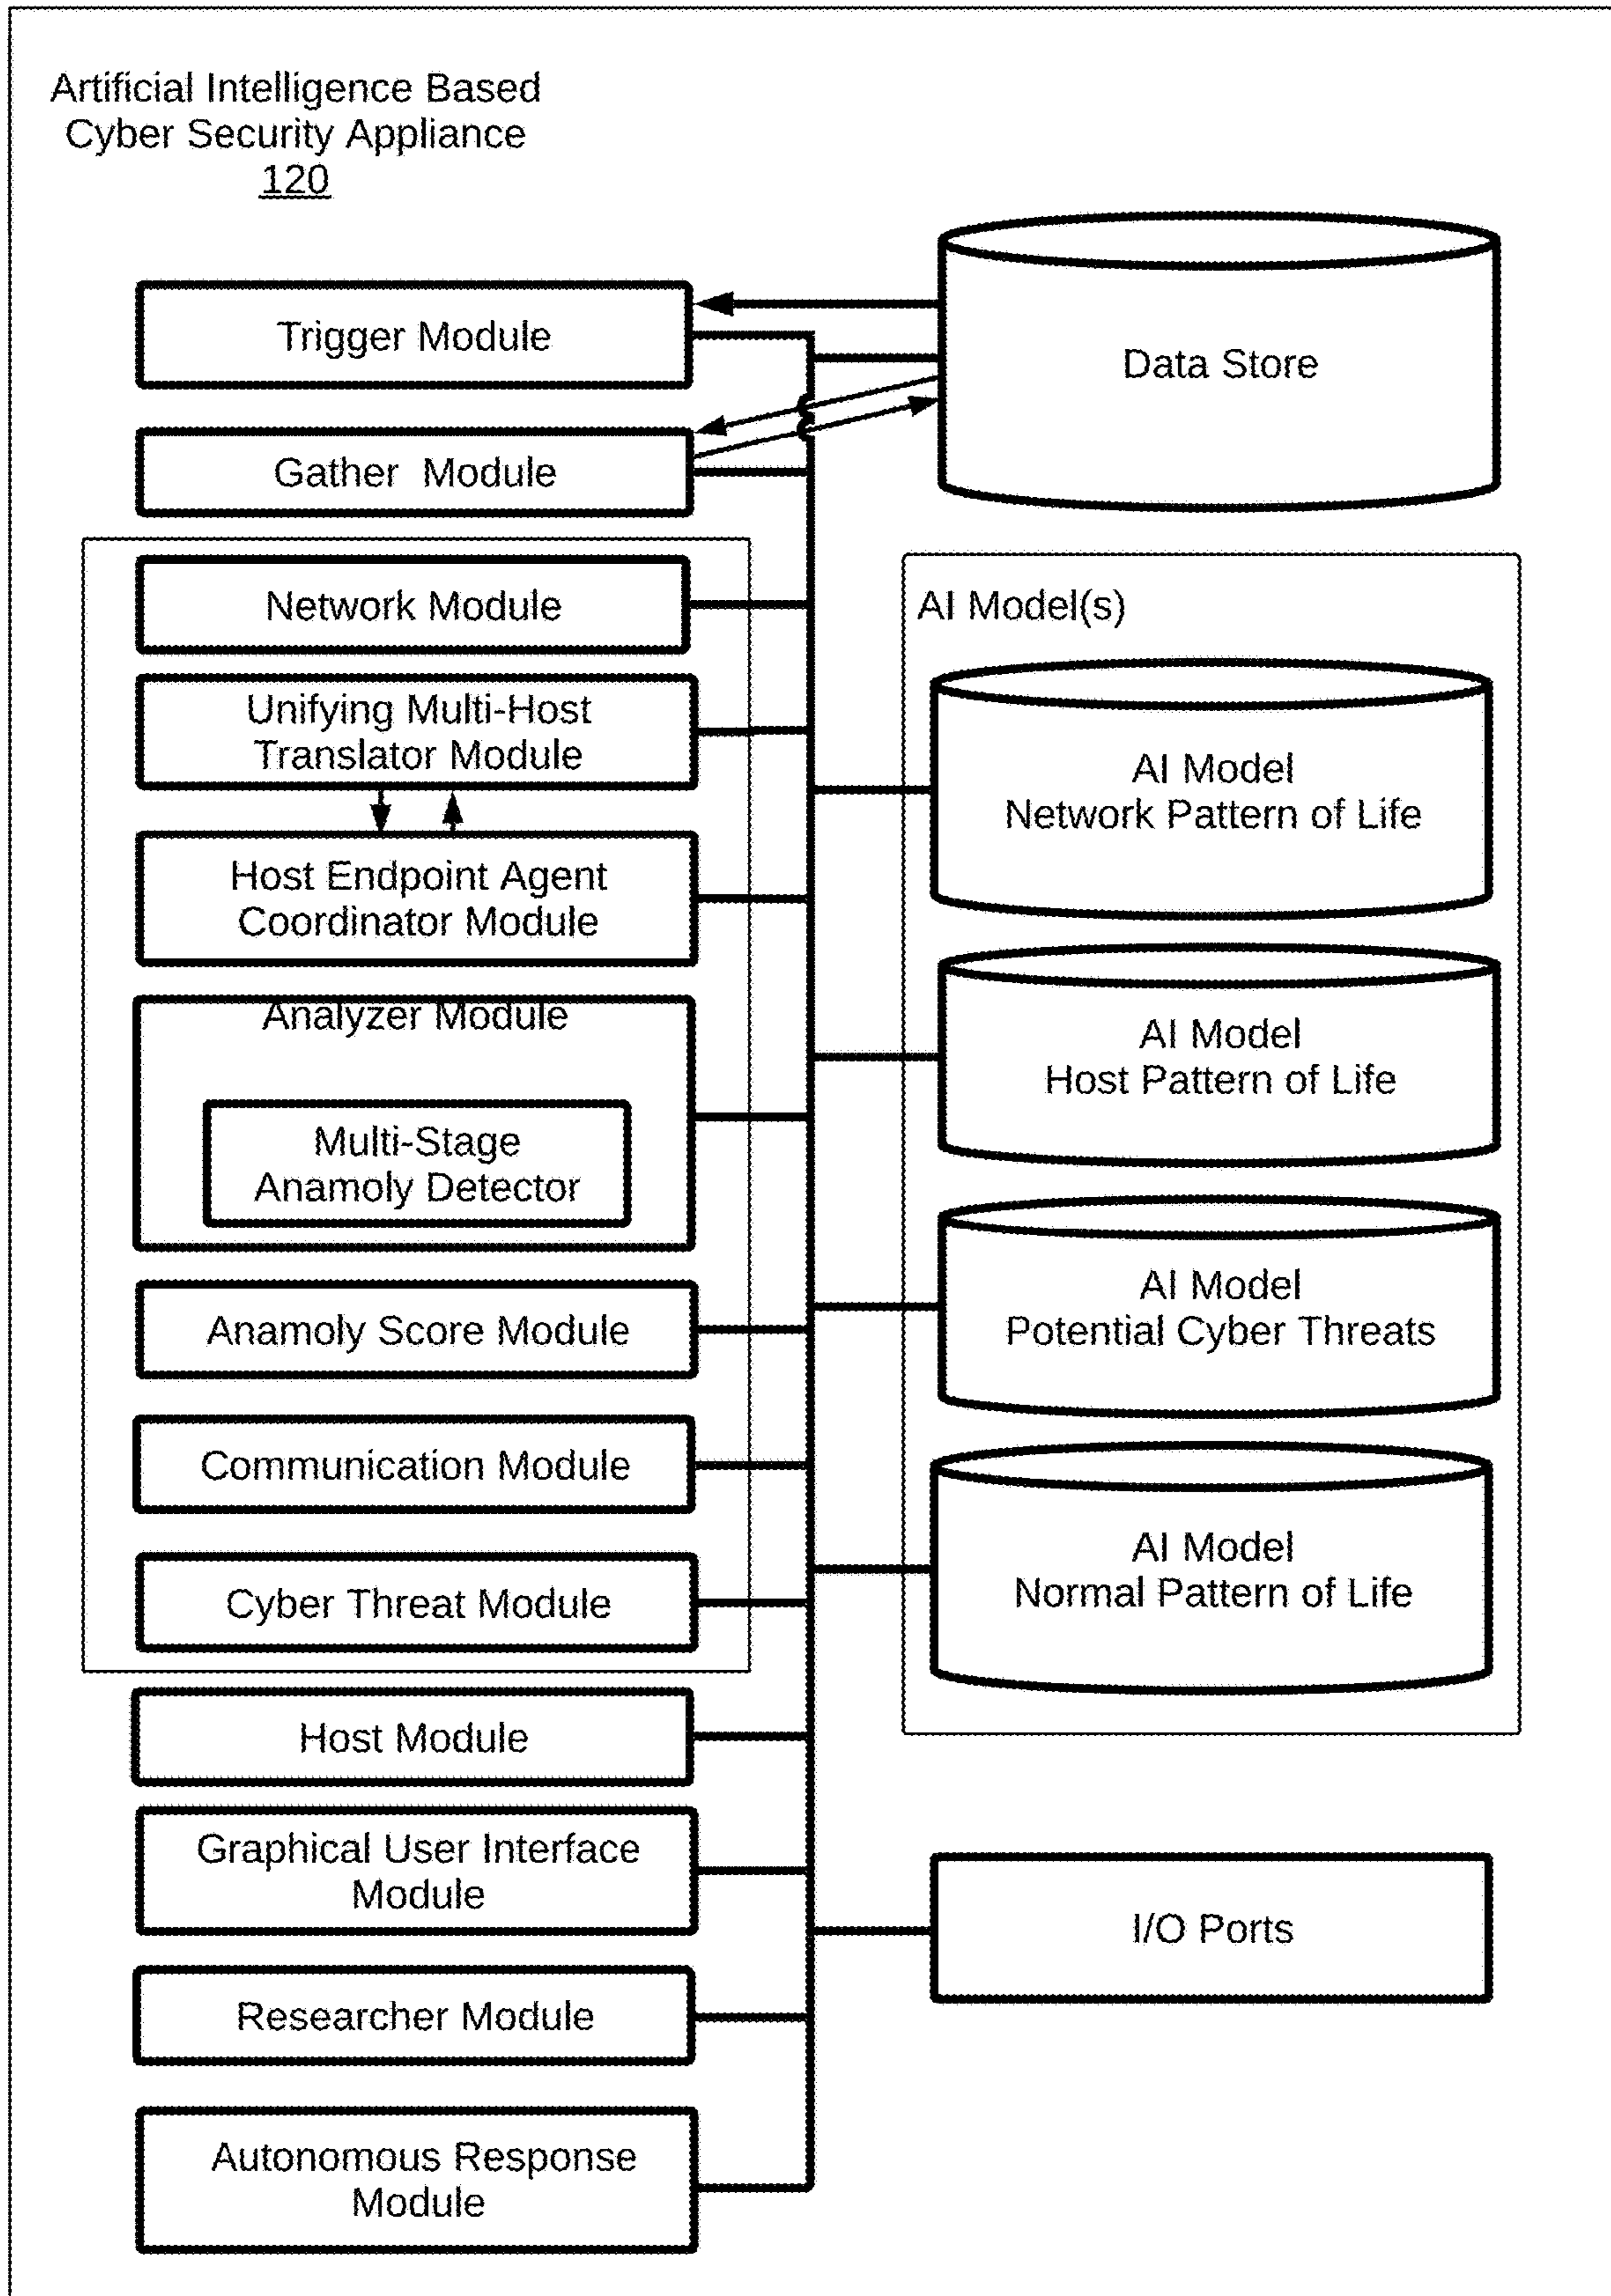 Artificial Intelligence Based
Cyber Security Appliance
120
Trigger Module
Data Store
Gather Module
Network Module
AI Model(s)
Unifying Multi-Host
Translator Module
AI Model
Network Pattern of Life
Host Endpoint Agent
Coordinator Module
Analyzer Module
Multi-Stage
Anamoly Detector
AI Model
Host Pattern of Life
Anamoly Score Module
AI Model
Potential Cyber Threats
Communication Module
Cyber Threat Module
AI Model
Normal Pattern of Life
Host Module
Graphical User Interface
Module
I/O Ports
Researcher Module
Autonomous Response
Module